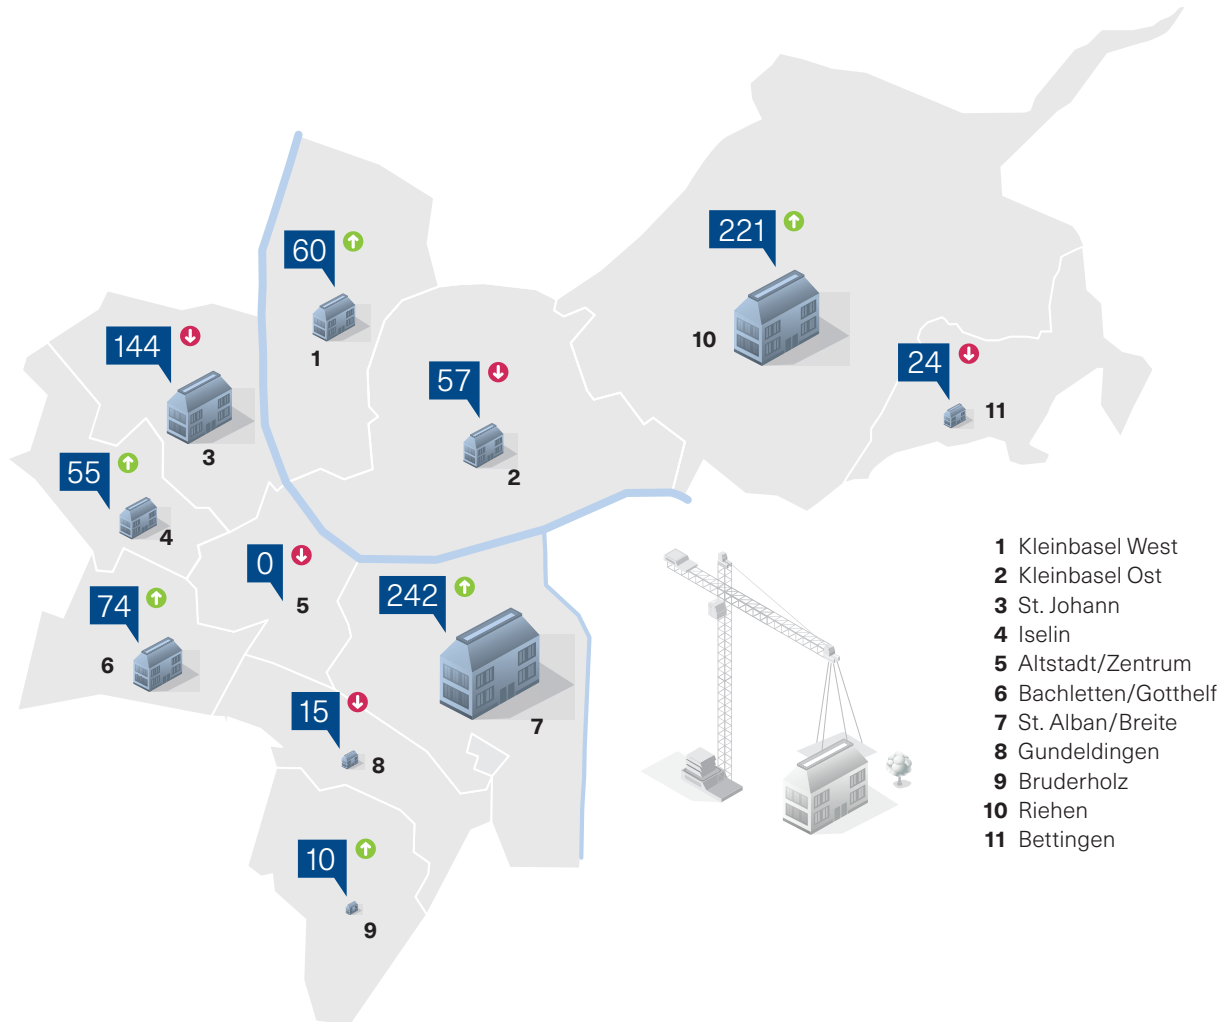 221
60
10
144
1
57
24
11
3
2
55
4
0
5
242
74
6
15
7
8
10
9
1 Kleinbasel West
2 Kleinbasel Ost
3 St. Johann
4 Iselin
5 Altstadt/Zentrum
6 Bachletten/Gotthelf
7 St. Alban/Breite
8 Gundeldingen
9 Bruderholz
10 Riehen
11 Bettingen